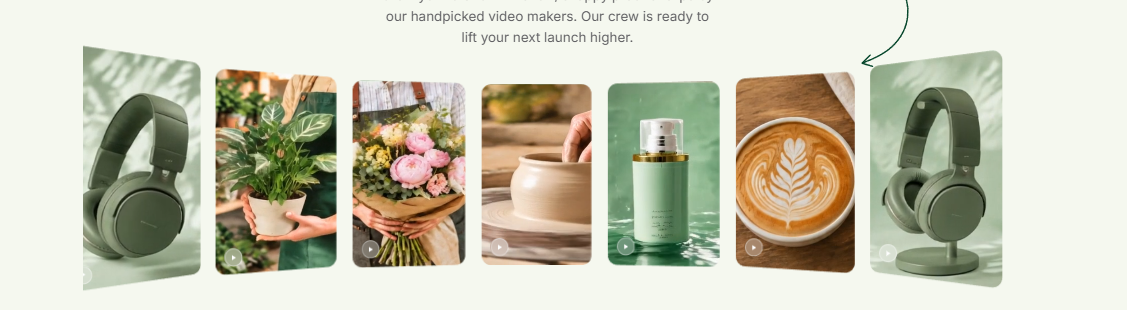 our handpicked video makers. Our crew is ready to
lift your next launch higher.